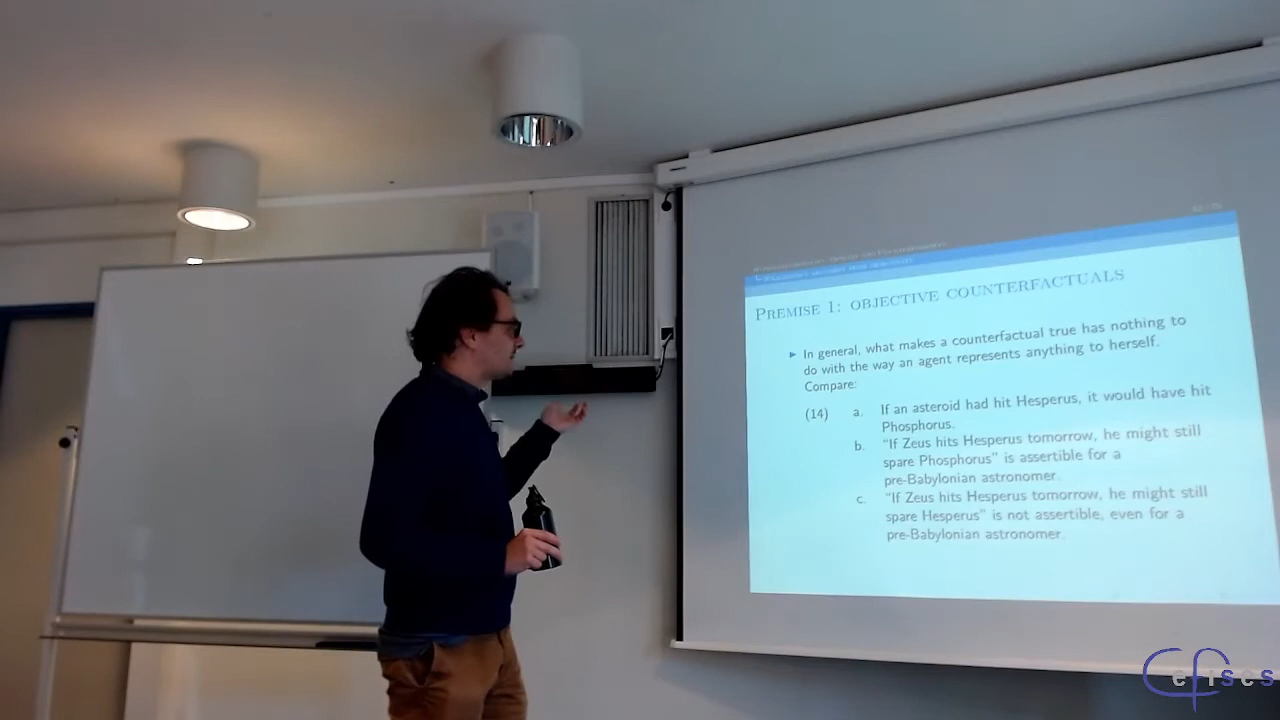 PREMISE 1: OBJECTIVE COUNTERFACTUALS
▶ In general, what makes a counterfactual true has nothing to
do with the way an agent represents anything to herself.
Compare:
(14) a. If an asteroid had hit Hesperus, it would have hit
Phosphorus.
b. "If Zeus hits Hesperus tomorrow, he might still
spare Phosphorus" is assertible for a
pre-Babylonian astronomer.
c. "If Zeus hits Hesperus tomorrow, he might still
spare Hesperus" is not assertible, even for a
pre-Babylonian astronomer.
Cefises